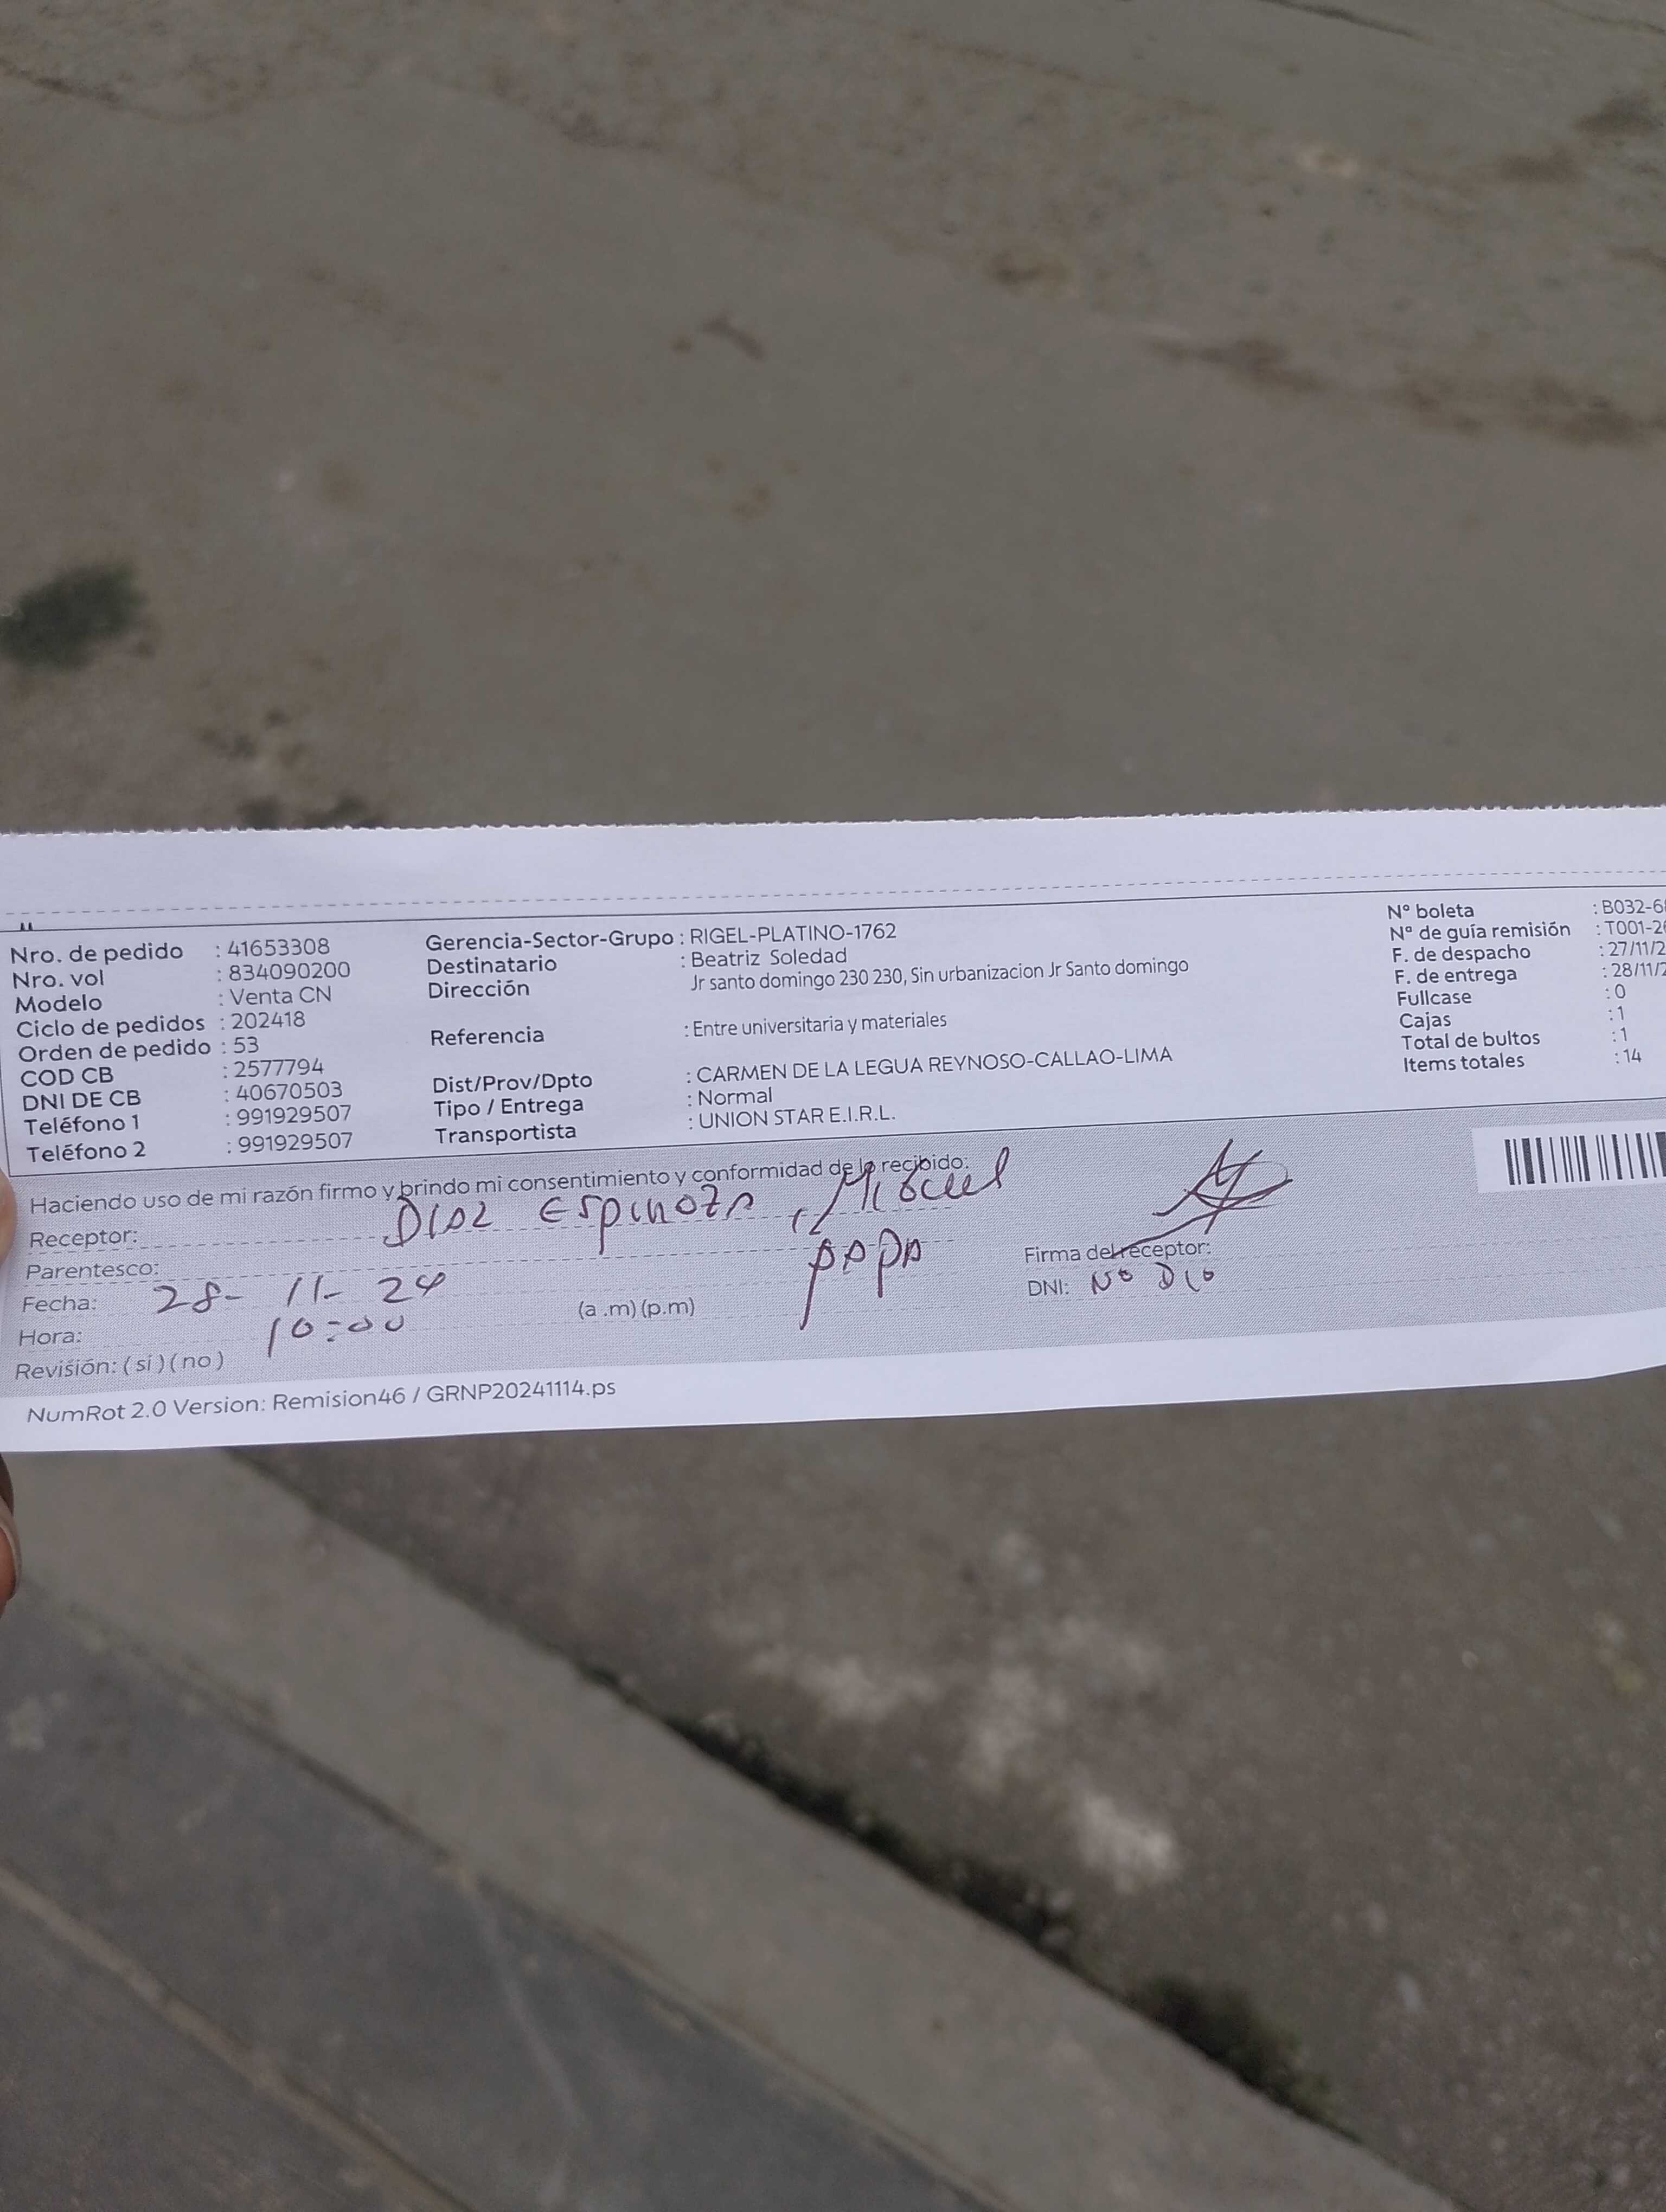 Nro. de pedido : 41653308
Nro. vol : 834090200
Modelo : Venta CN
Ciclo de pedidos : 202418
Orden de pedido : 53
COD CB : 2577794
DNI DE CB : 40670503
Teléfono 1 : 991929507
Teléfono 2 : 991929507
Gerencia-Sector-Grupo : RIGEL-PLATINO-1762
Destinatario : Beatriz Soledad
Dirección Jr santo domingo 230 230, Sin urbanizacion Jr Santo domingo
Referencia : Entre universitaria y materiales
Dist/Prov/Dpto : CARMEN DE LA LEGUA REYNOSO-CALLAO-LIMA
Tipo / Entrega : Normal
Transportista : UNION STAR E.I.R.L.
N° boleta : B032-6
N° de guía remisión : T001-2
F. de despacho : 27/11/2
F. de entrega : 28/11/2
Fullcase : 0
Cajas : 1
Total de bultos : 1
Items totales : 14
Haciendo uso de mi razón firmo y brindo mi consentimiento y conformidad de lo recibido:
Receptor: Diaz Espinoza, Miguel
Parentesco: papa
Firma del receptor:
Fecha: 28-11-24
DNI: No Dio
Hora: 10:00 (a .m) (p.m)
Revisión: ( si ) ( no )
NumRot 2.0 Version: Remision46 / GRNP20241114.ps